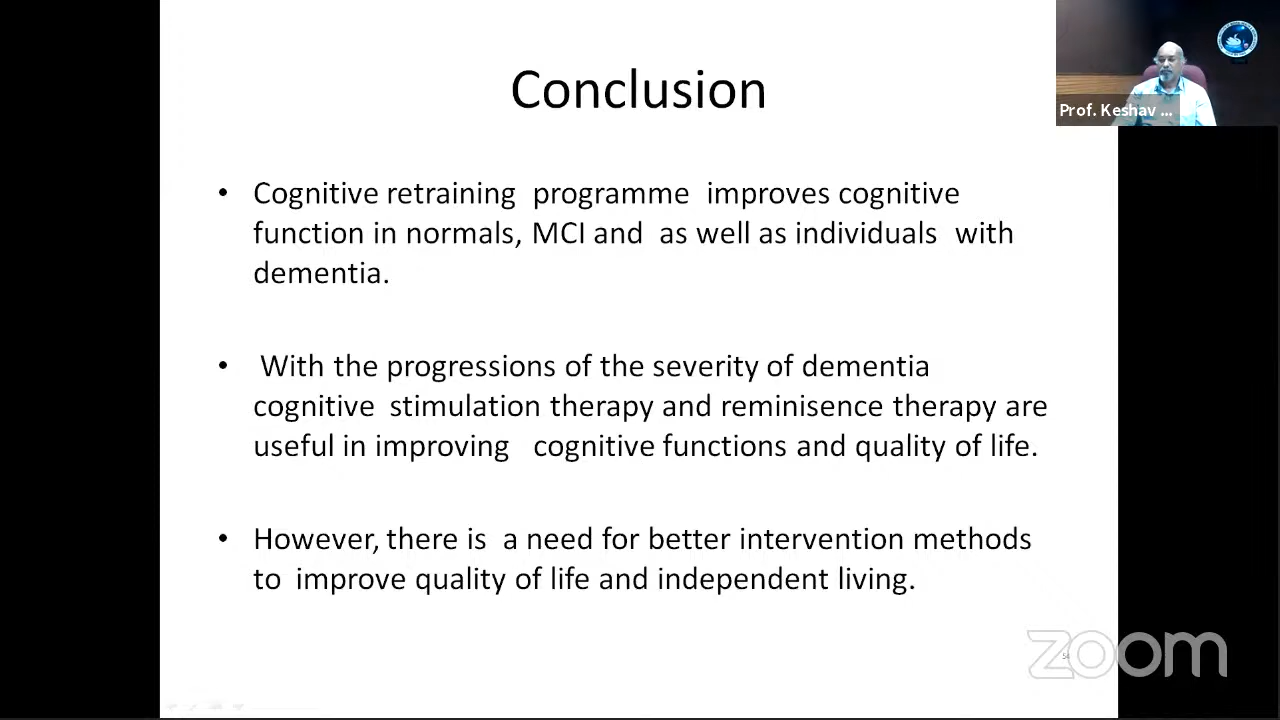 Conclusion
Prof. Keshav ...
• Cognitive retraining programme improves cognitive
function in normals, MCI and as well as individuals with
dementia.
• With the progressions of the severity of dementia
cognitive stimulation therapy and reminisence therapy are
useful in improving cognitive functions and quality of life.
• However, there is a need for better intervention methods
to improve quality of life and independent living.
zoom